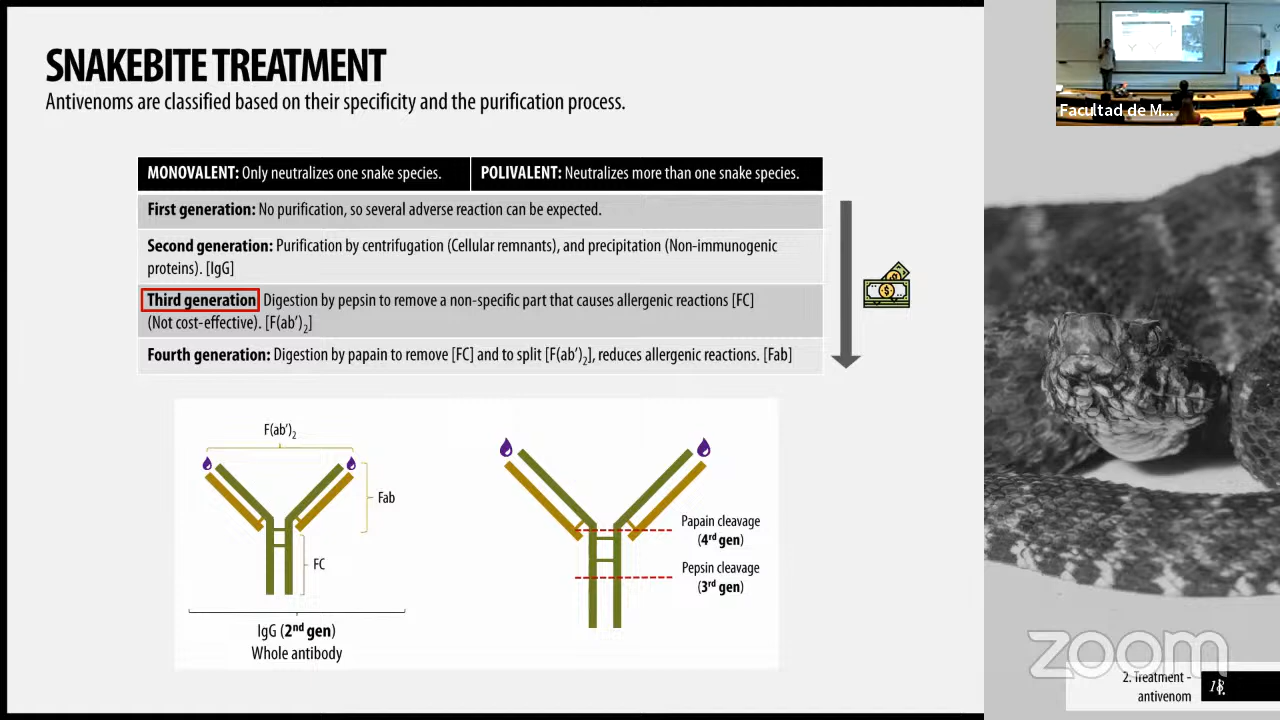 SNAKEBITE TREATMENT
Antivenoms are classified based on their specificity and the purification process.
MONOVALENT: Only neutralizes one snake species.
POLIVALENT: Neutralizes more than one snake species.
First generation: No purification, so several adverse reaction can be expected.
Second generation: Purification by centrifugation (Cellular remnants), and precipitation (Non-immunogenic
proteins). [IgG]
Third generation Digestion by pepsin to remove a non-specific part that causes allergenic reactions [FC]
(Not cost-effective). [F(ab’)2]
Fourth generation: Digestion by papain to remove [FC] and to split [F(ab’)2], reduces allergenic reactions. [Fab]
F(ab’)2
Fab
FC
IgG (2nd gen)
Whole antibody
Papain cleavage
(4rd gen)
Pepsin cleavage
(3rd gen)
Facultad de M...
zoom
2. Treatment -
antivenom